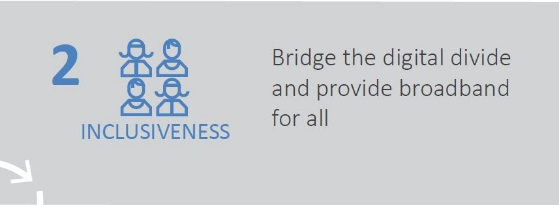 2
INCLUSIVENESS
Bridge the digital divide
and provide broadband
for all